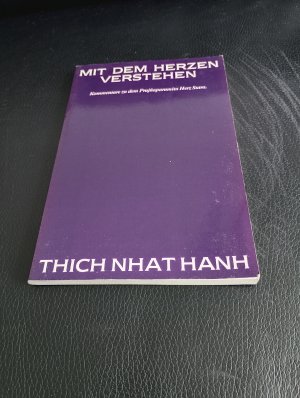 MIT DEM HERZEN
VERSTEHEN
Kommentare zu dem Prajñaparamita Herz Sutra.
THICH NHAT HANH